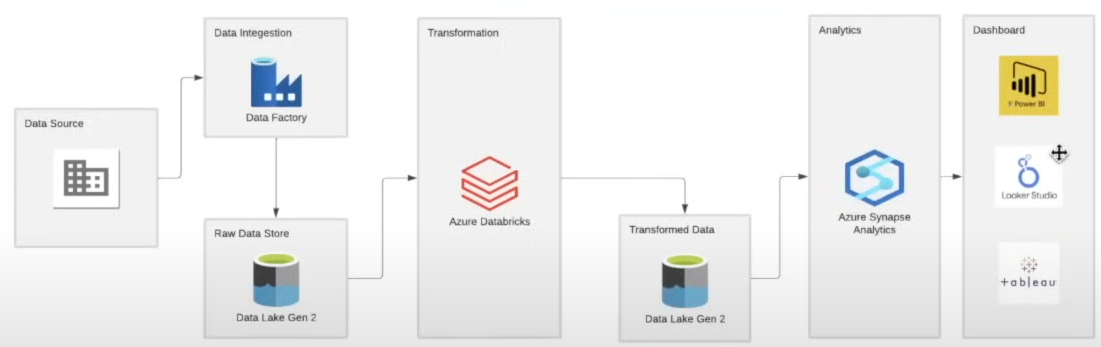 Data Source
Data Integestion
Data Factory
Raw Data Store
Data Lake Gen 2
Transformation
Azure Databricks
Transformed Data
Data Lake Gen 2
Analytics
Azure Synapse
Analytics
Dashboard
Power BI
Looker Studio
+ableau